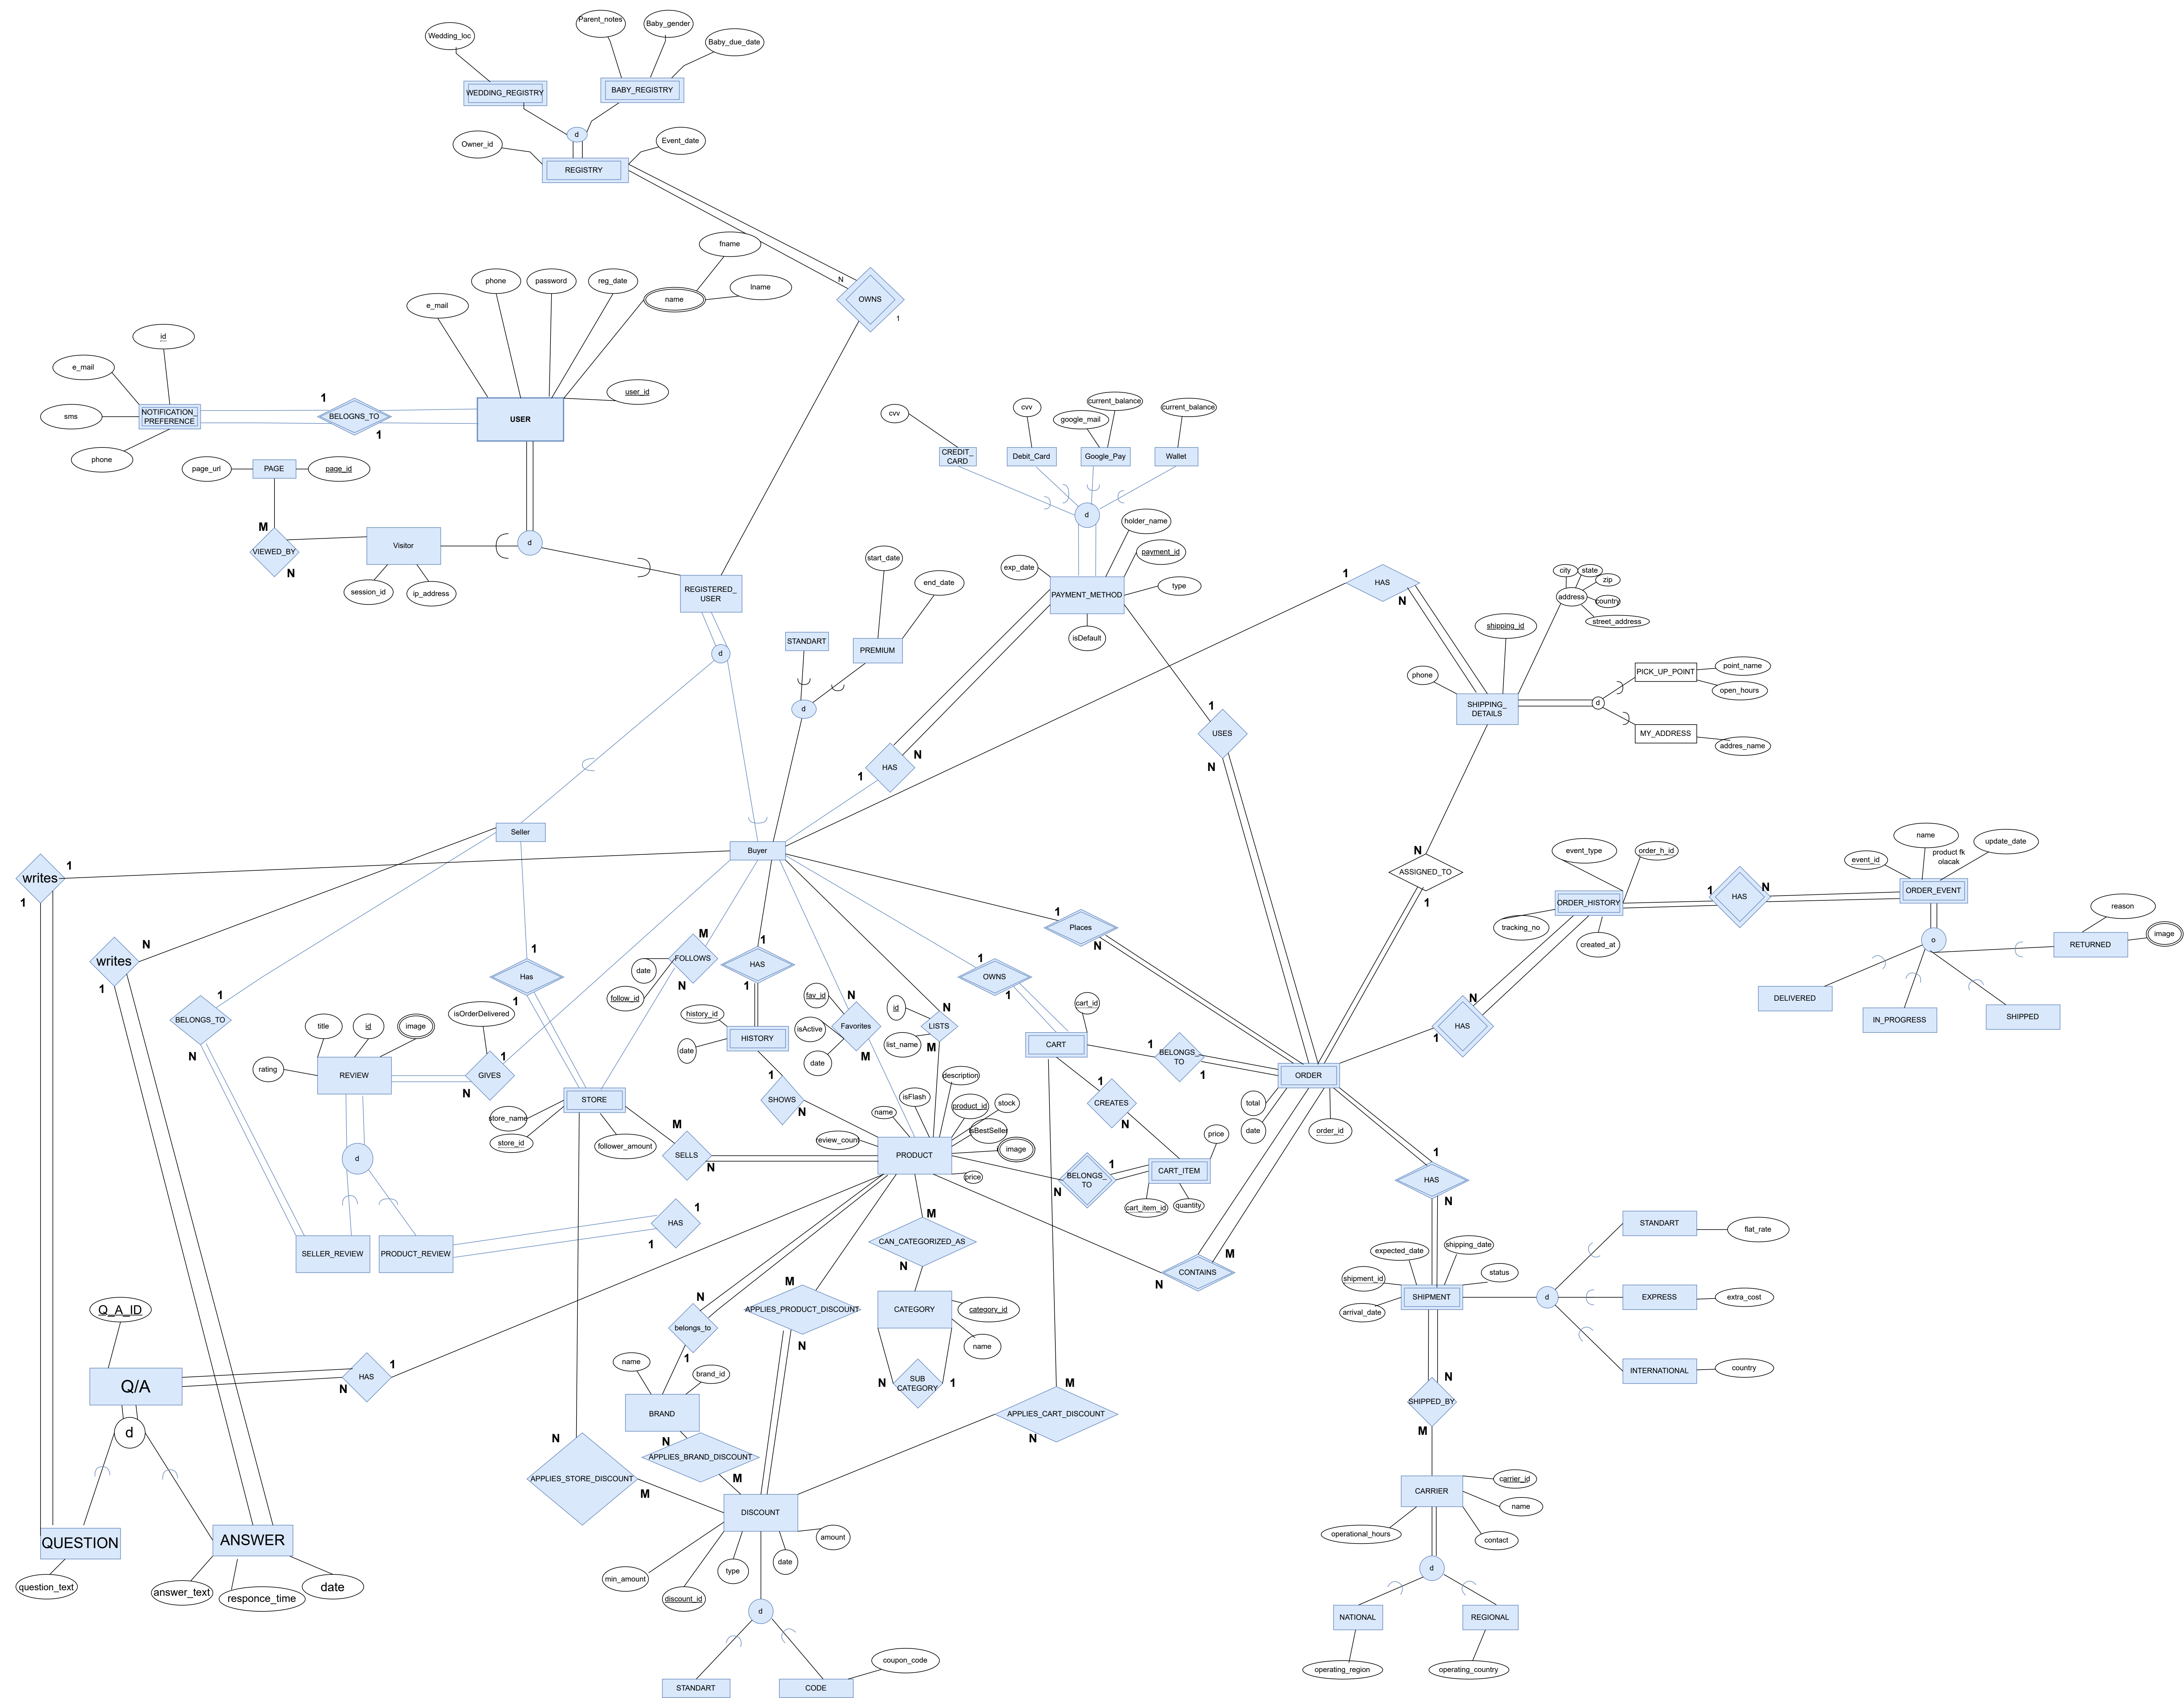 Wedding_loc
Parent_notes
Baby_gender
Baby_due_date
WEDDING_REGISTRY
BABY_REGISTRY
d
Owner_id
Event_date
REGISTRY
fname
lname
phone
password
reg_date
name
e_mail
N
OWNS
1
id
e_mail
sms
NOTIFICATION_
PREFERENCE
phone
1
BELOGNS_TO
1
USER
user_id
page_url
PAGE
page_id
M
VIEWED_BY
N
Visitor
session_id
ip_address
d
REGISTERED_
USER
d
cvv
cvv
google_mail
current_balance
current_balance
CREDIT_
CARD
Debit_Card
Google_Pay
Wallet
d
holder_name
payment_id
exp_date
type
PAYMENT_METHOD
isDefault
start_date
end_date
STANDART
PREMIUM
d
1
HAS
N
city
state
zip
address
country
street_address
shipping_id
phone
SHIPPING_
DETAILS
d
PICK_UP_POINT
point_name
open_hours
MY_ADDRESS
addres_name
1
USES
N
N
HAS
1
Seller
Buyer
writes
1
1
writes
N
1
1
BELONGS_TO
N
title
id
image
rating
REVIEW
isOrderDelivered
1
GIVES
N
d
SELLER_REVIEW
PRODUCT_REVIEW
HAS
1
1
1
Has
1
M
FOLLOWS
N
date
follow_id
1
HAS
1
history_id
HISTORY
date
1
SHOWS
N
fav_id
N
isActive
Favorites
date
M
id
N
LISTS
list_name
M
1
OWNS
1
cart_id
CART
1
Places
N
STORE
store_name
store_id
follower_amount
M
SELLS
N
name
isFlash
description
product_id
stock
isBestSeller
image
eview_count
PRODUCT
price
1
BELONGS_
TO
1
1
CREATES
N
price
CART_ITEM
cart_item_id
quantity
1
BELONGS_
TO
N
N
ASSIGNED_TO
1
ORDER
total
date
order_id
event_type
order_h_id
ORDER_HISTORY
tracking_no
created_at
1
HAS
N
N
HAS
1
name
product fk
olacak
update_date
event_id
ORDER_EVENT
o
reason
image
RETURNED
DELIVERED
IN_PROGRESS
SHIPPED
M
CONTAINS
N
1
HAS
N
expected_date
shipping_date
shipment_id
status
arrival_date
SHIPMENT
d
STANDART
flat_rate
EXPRESS
extra_cost
INTERNATIONAL
country
N
SHIPPED_BY
M
CARRIER
carrier_id
name
operational_hours
contact
d
NATIONAL
REGIONAL
operating_region
operating_country
M
CAN_CATEGORIZED_AS
N
CATEGORY
category_id
name
N
SUB
CATEGORY
1
M
APPLIES_PRODUCT_DISCOUNT
N
N
belongs_to
1
name
brand_id
BRAND
N
APPLIES_BRAND_DISCOUNT
M
N
APPLIES_STORE_DISCOUNT
M
M
APPLIES_CART_DISCOUNT
N
DISCOUNT
min_amount
discount_id
type
date
amount
d
STANDART
CODE
coupon_code
Q_A_ID
Q/A
1
HAS
N
d
QUESTION
ANSWER
question_text
answer_text
responce_time
date